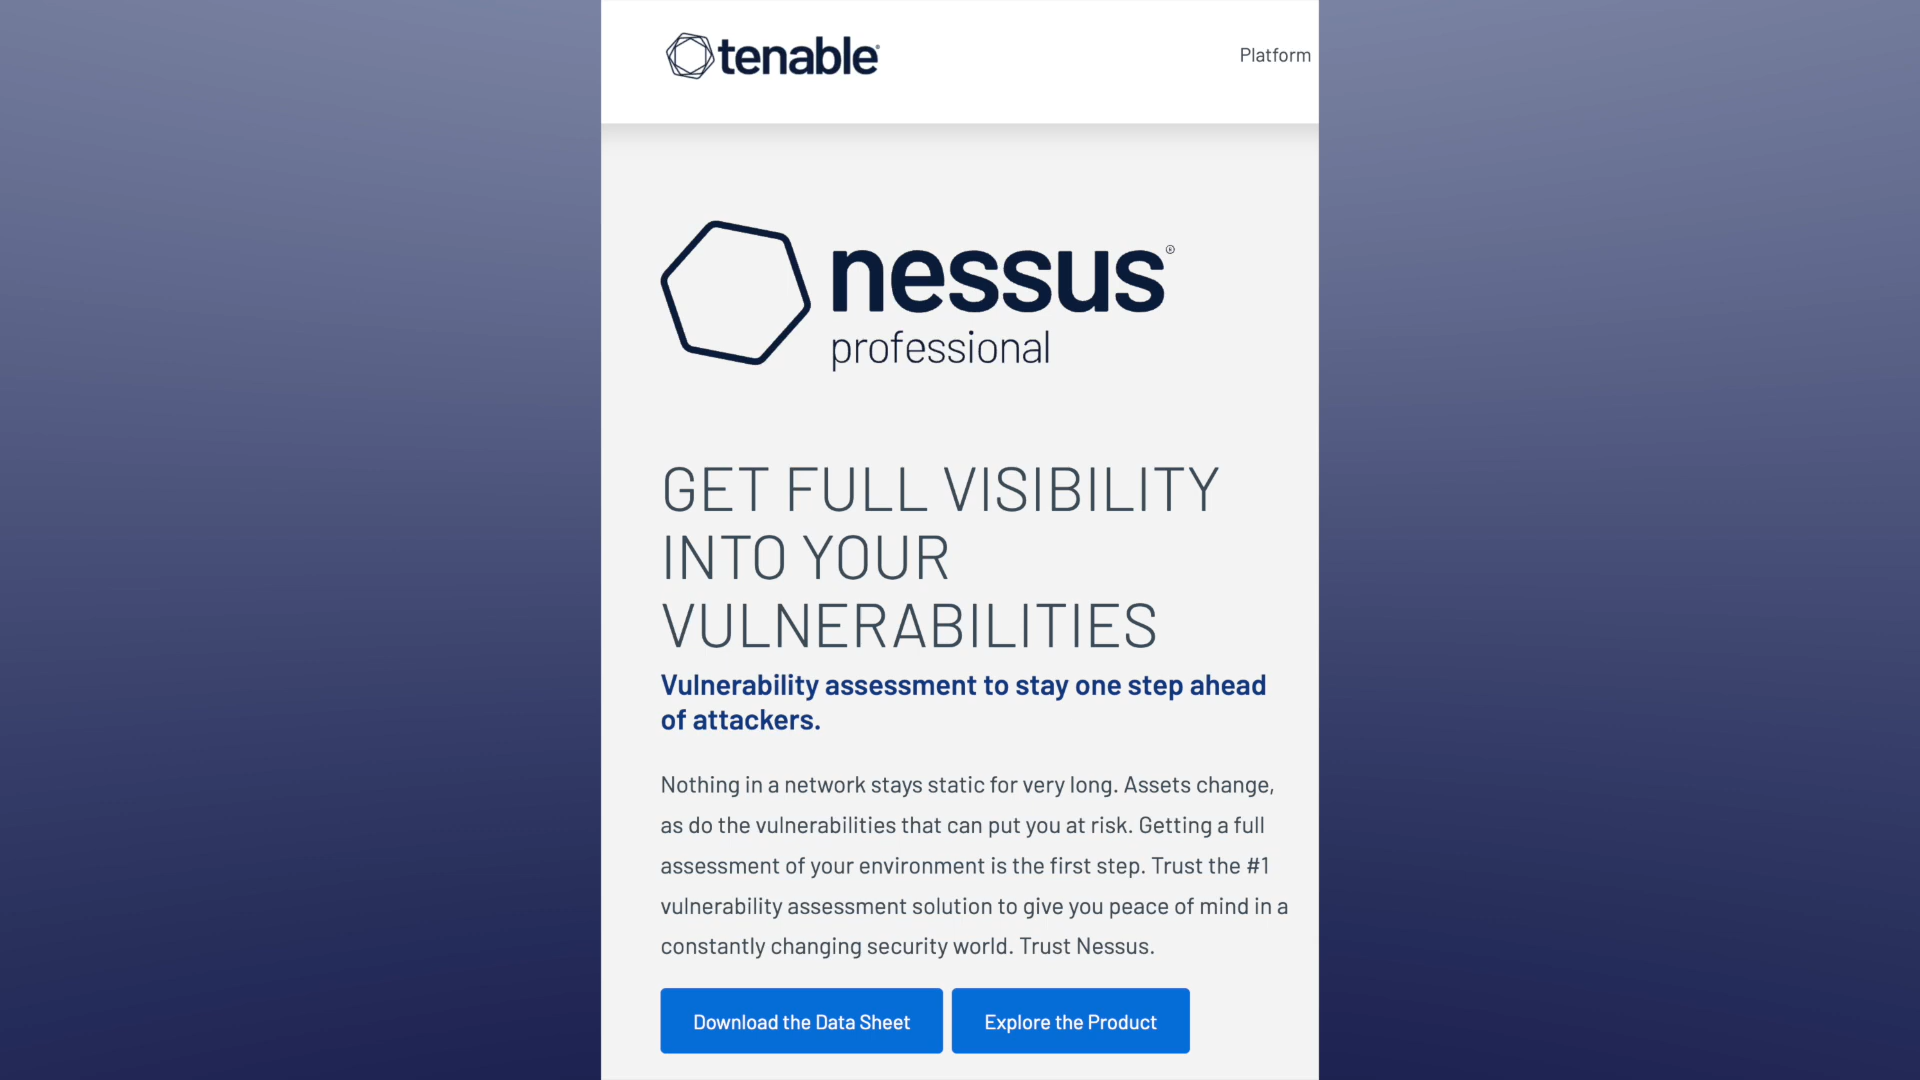 tenable®
Platform
nessus®
professional
GET FULL VISIBILITY
INTO YOUR
VULNERABILITIES
Vulnerability assessment to stay one step ahead
of attackers.
Nothing in a network stays static for very long. Assets change,
as do the vulnerabilities that can put you at risk. Getting a full
assessment of your environment is the first step. Trust the #1
vulnerability assessment solution to give you peace of mind in a
constantly changing security world. Trust Nessus.
Download the Data Sheet
Explore the Product